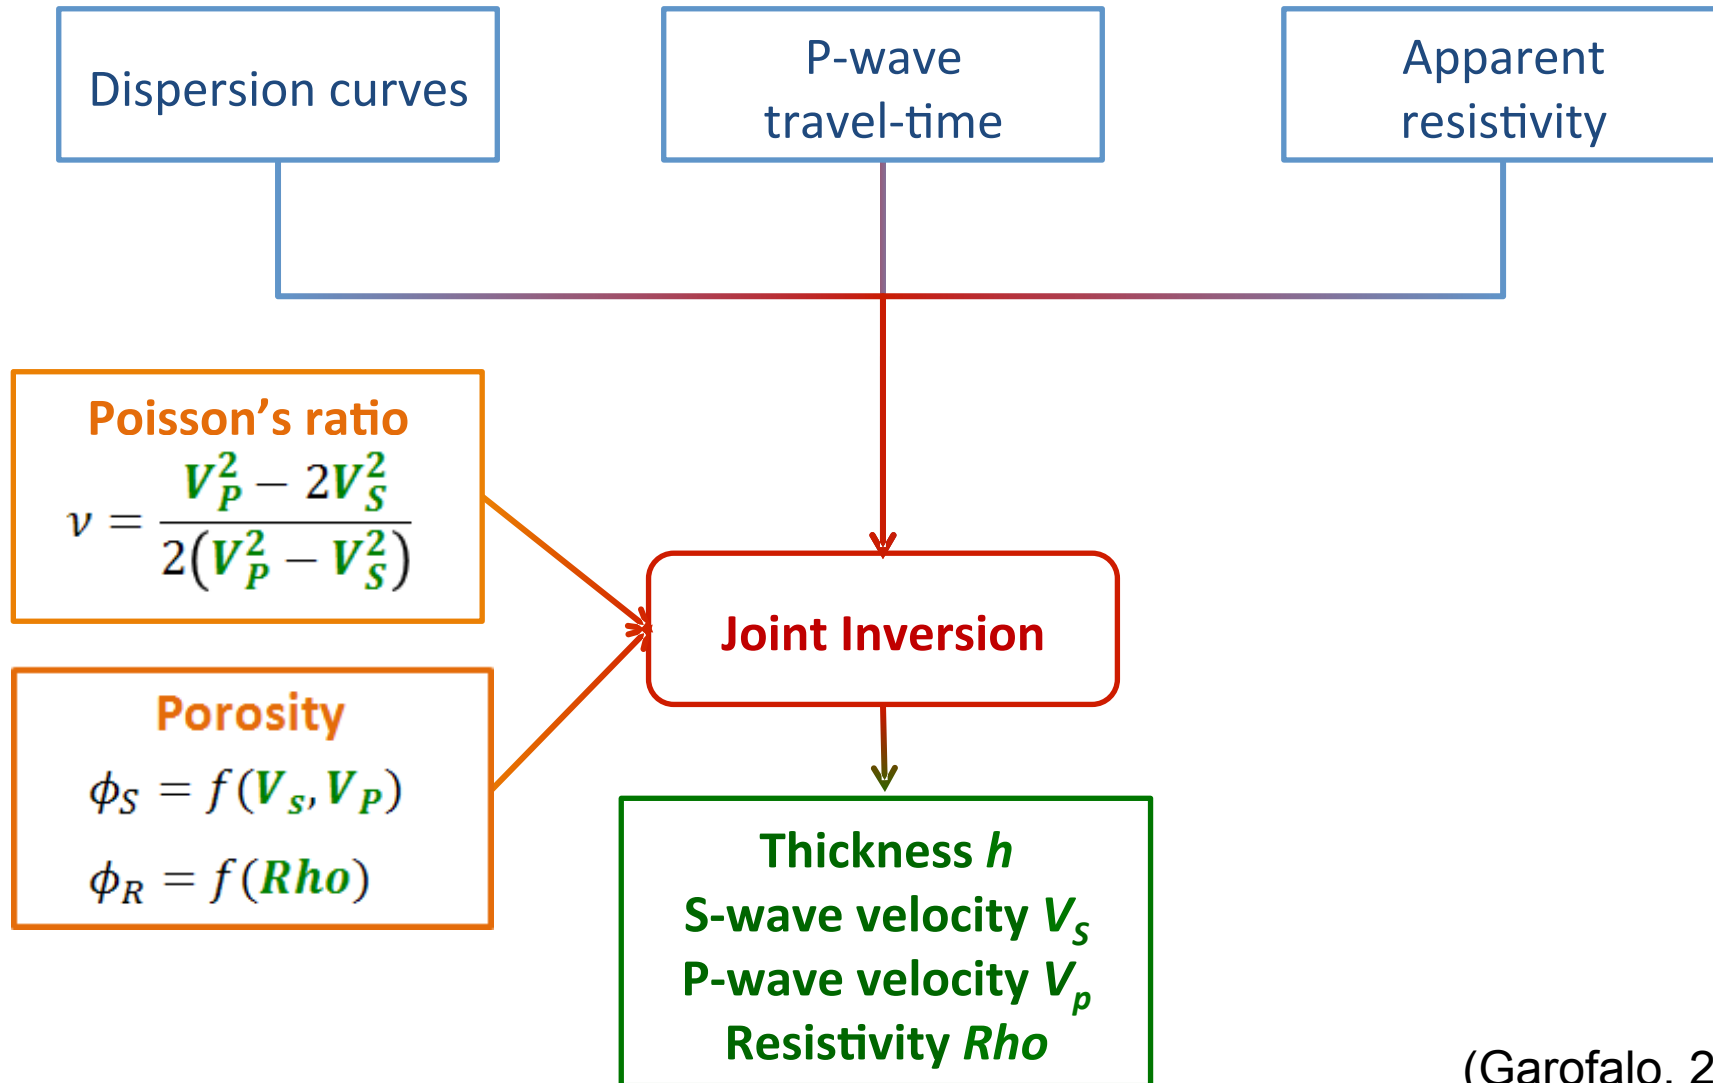 Dispersion curves
P-wave
travel-time
Apparent
resistivity
Poisson's ratio
ν = (V_P^2 − 2V_S^2) / (2(V_P^2 − V_S^2))
Porosity
ϕ_S = f(V_s, V_P)
ϕ_R = f(Rho)
Joint Inversion
Thickness h
S-wave velocity V_S
P-wave velocity V_p
Resistivity Rho
(Garofalo, 2